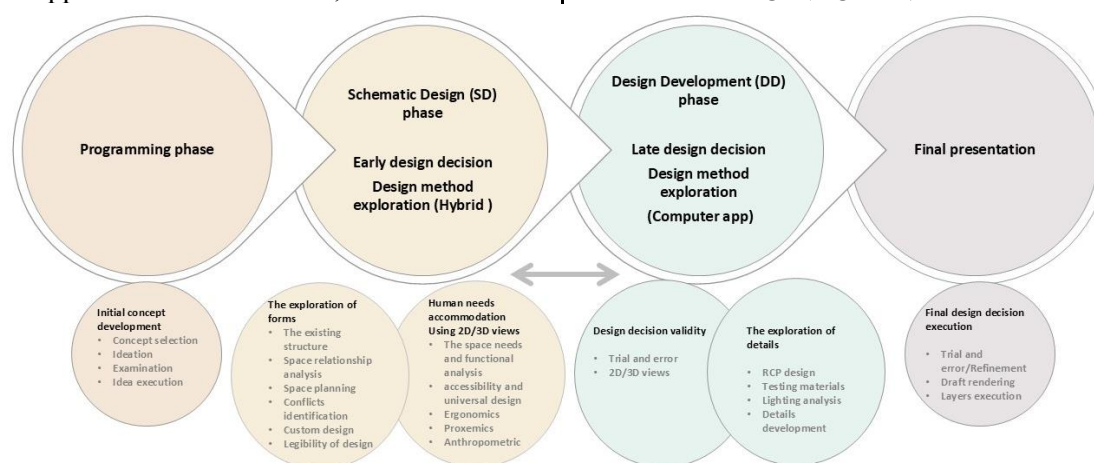 Programming phase
Schematic Design (SD)
phase
Early design decision
Design method
exploration (Hybrid )
Design Development (DD)
phase
Late design decision
Design method
exploration
(Computer app)
Final presentation
Initial concept
development
• Concept selection
• Ideation
• Examination
• Idea execution
The exploration of
forms
• The existing
structure
• Space relationship
analysis
• Space planning
• Conflicts
identification
• Custom design
• Legibility of design
Human needs
accommodation
Using 2D/3D views
• The space needs
and functional
analysis
• accessibility and
universal design
• Ergonomics
• Proxemics
• Anthropometric
Design decision validity
• Trial and error
• 2D/3D views
The exploration of
details
• RCP design
• Testing materials
• Lighting analysis
• Details
development
Final design decision
execution
• Trial and
error/Refinement
• Draft rendering
• Layers execution